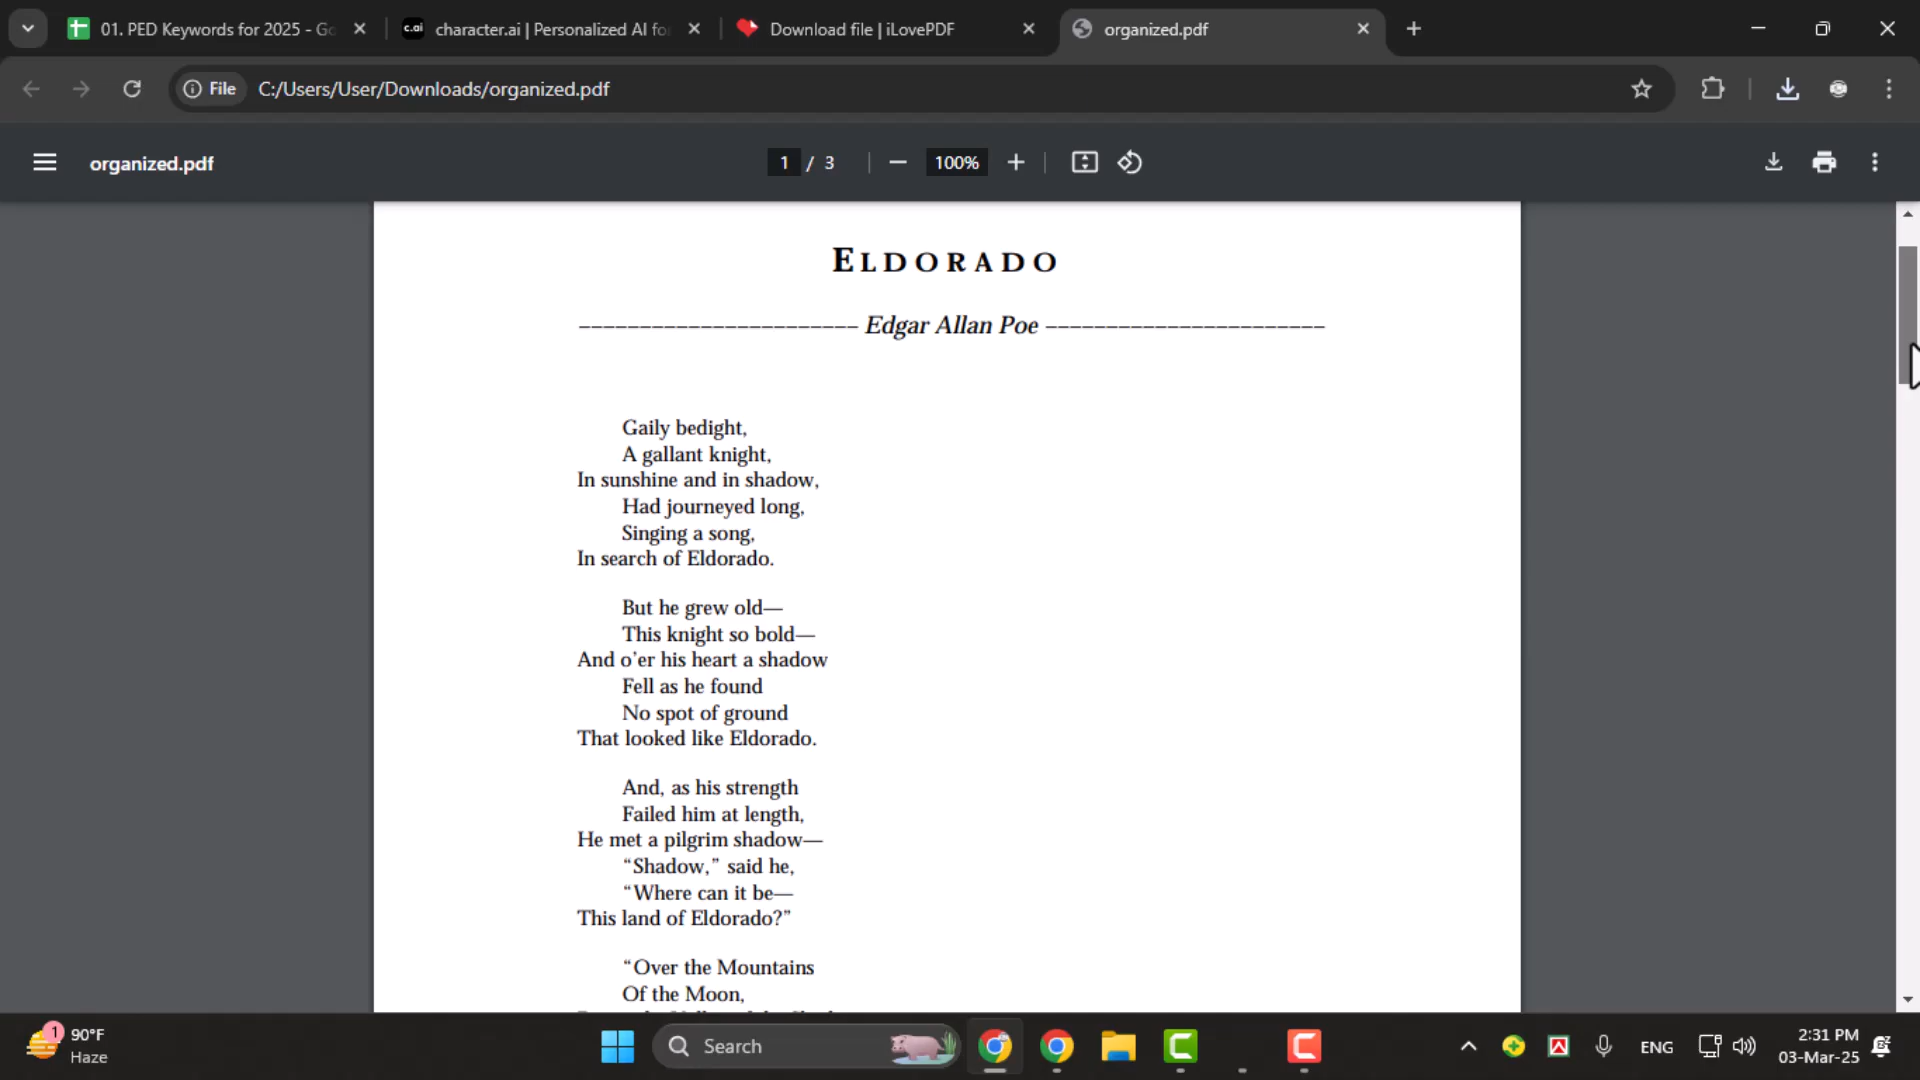 01. PED Keywords for 2025 - Go
c.ai character.ai | Personalized AI fo
Download file | iLovePDF
organized.pdf
File
C:/Users/User/Downloads/organized.pdf
organized.pdf
1 / 3
100%
ELDORADO
----------------------- Edgar Allan Poe -----------------------
Gaily bedight,
A gallant knight,
In sunshine and in shadow,
Had journeyed long,
Singing a song,
In search of Eldorado.
But he grew old—
This knight so bold—
And o’er his heart a shadow
Fell as he found
No spot of ground
That looked like Eldorado.
And, as his strength
Failed him at length,
He met a pilgrim shadow—
“Shadow,” said he,
“Where can it be—
This land of Eldorado?”
“Over the Mountains
Of the Moon,
1
90°F
Haze
Search
ENG
2:31 PM
03-Mar-25